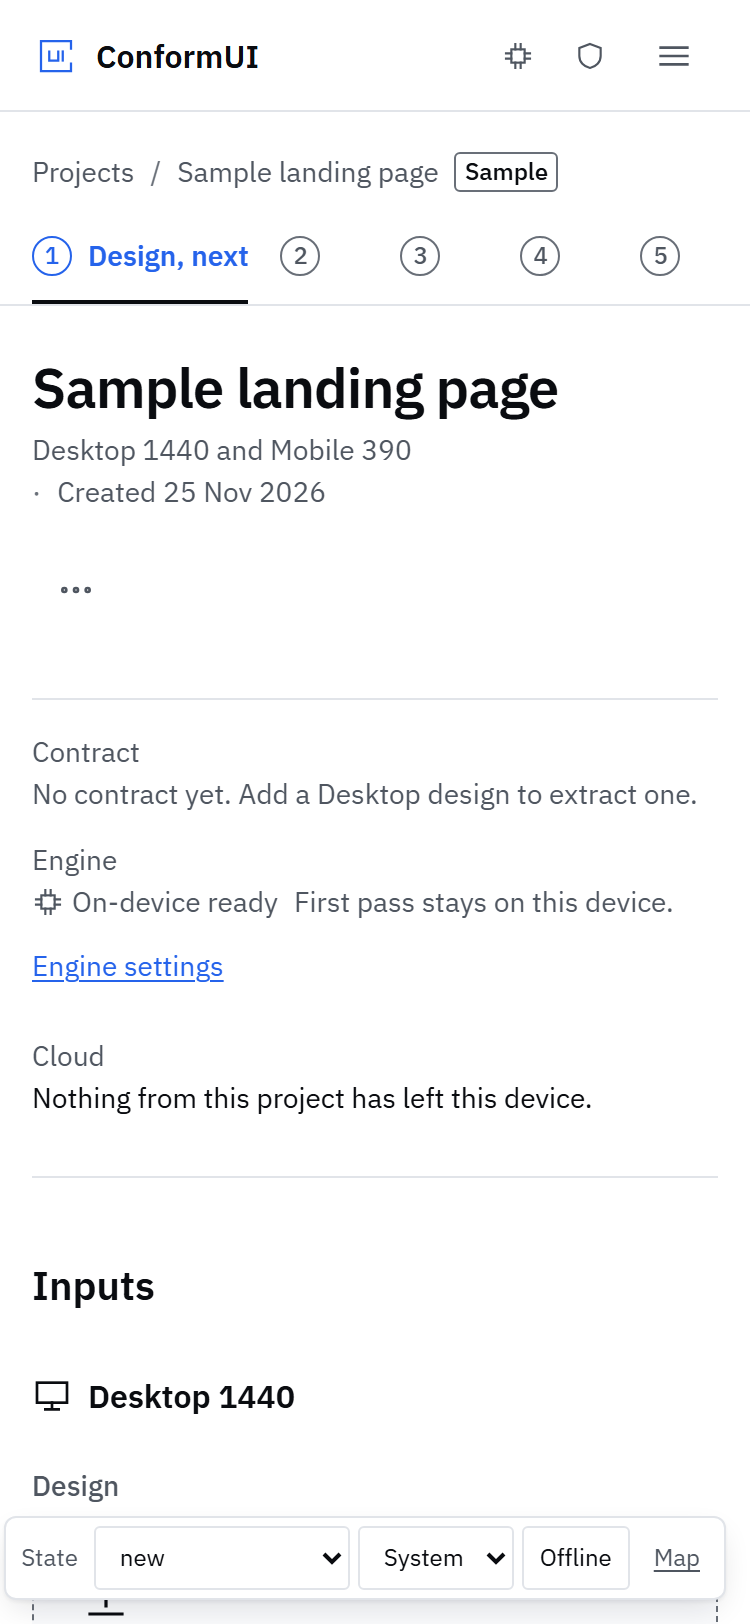 UI ConformUI
Projects / Sample landing page Sample
1 Design, next 2 3 4 5
Sample landing page
Desktop 1440 and Mobile 390
· Created 25 Nov 2026
Contract
No contract yet. Add a Desktop design to extract one.
Engine
On-device ready First pass stays on this device.
Engine settings
Cloud
Nothing from this project has left this device.
Inputs
Desktop 1440
Design
State new System Offline Map